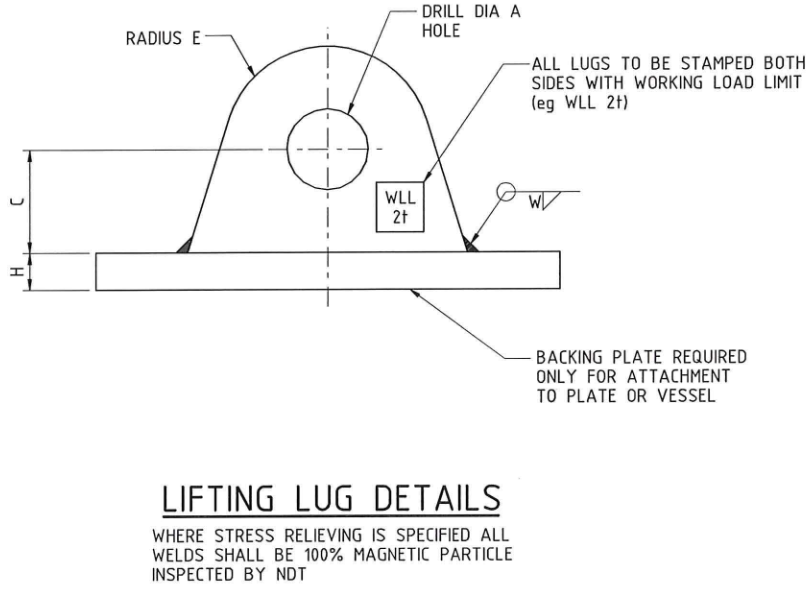 DRILL DIA A
HOLE
RADIUS E
ALL LUGS TO BE STAMPED BOTH
SIDES WITH WORKING LOAD LIMIT
(eg WLL 2t)
C
WLL
2t
W
H
BACKING PLATE REQUIRED
ONLY FOR ATTACHMENT
TO PLATE OR VESSEL
LIFTING LUG DETAILS
WHERE STRESS RELIEVING IS SPECIFIED ALL
WELDS SHALL BE 100% MAGNETIC PARTICLE
INSPECTED BY NDT